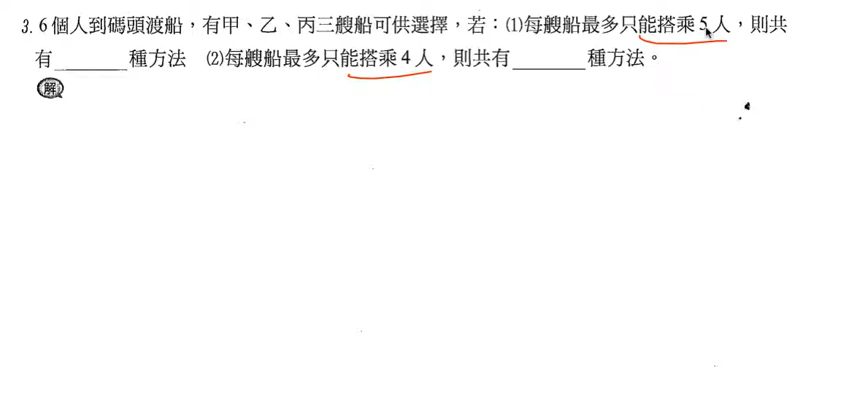 3. 6個人到碼頭渡船，有甲、乙、丙三艘船可供選擇，若：⑴每艘船最多只能搭乘5人，則共
有________種方法　⑵每艘船最多只能搭乘4人，則共有________種方法。
解